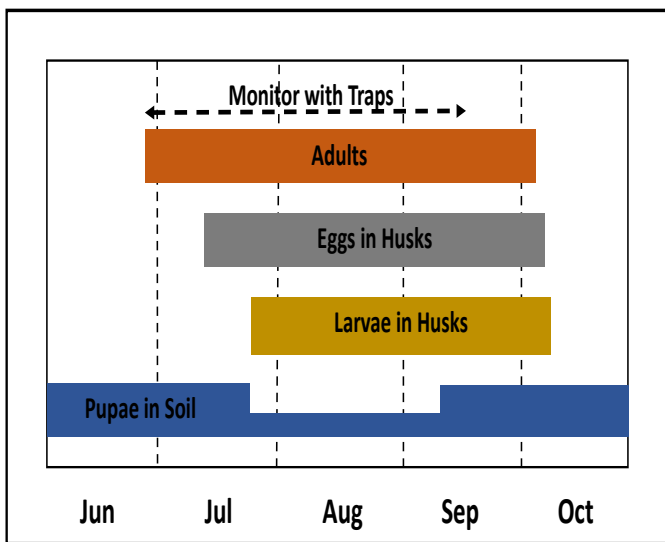 Monitor with Traps
Adults
Eggs in Husks
Larvae in Husks
Pupae in Soil
Jun Jul Aug Sep Oct